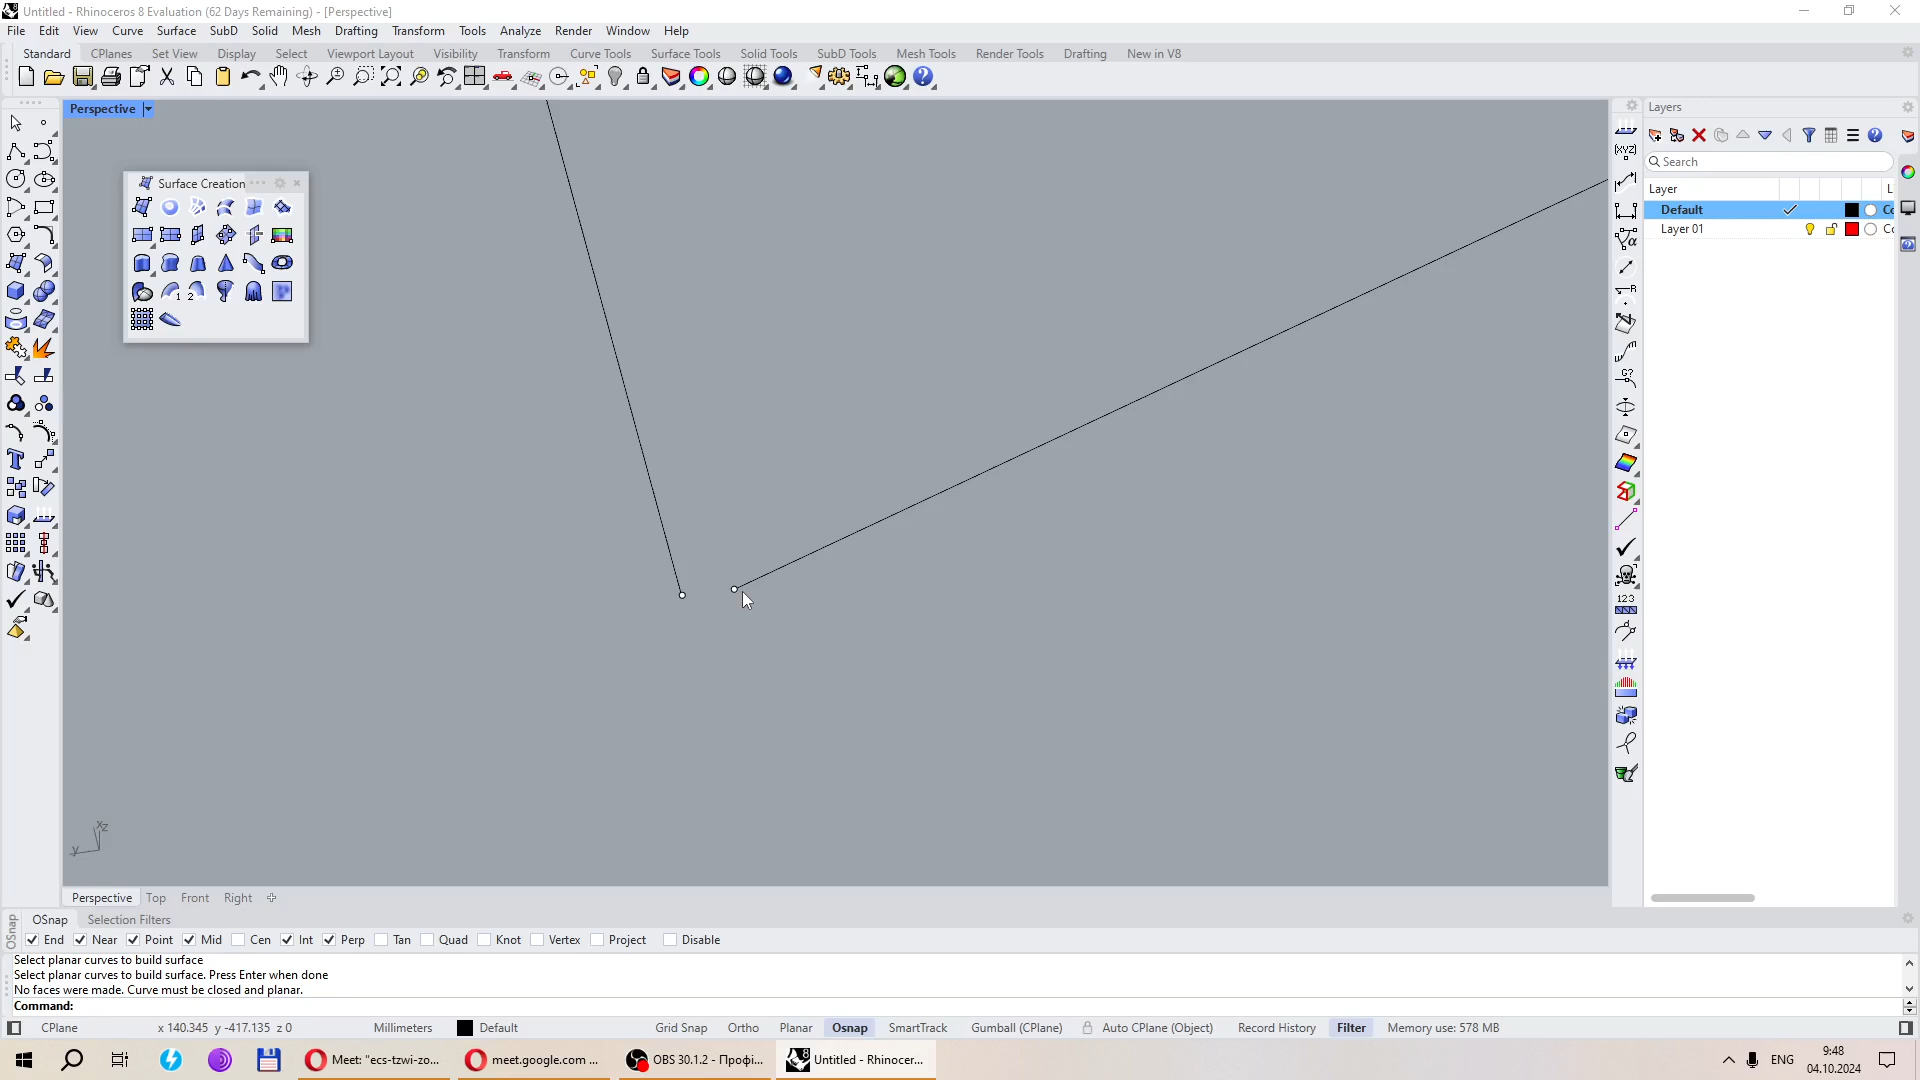 Untitled - Rhinoceros 8 Evaluation (62 Days Remaining) - [Perspective]
File Edit View Curve Surface SubD Solid Mesh Drafting Transform Tools Analyze Render Window Help
Standard CPlanes Set View Display Select Viewport Layout Visibility Transform Curve Tools Surface Tools Solid Tools SubD Tools Mesh Tools Render Tools Drafting New in V8
Perspective
Layers
Search
Layer L
Default Cc
Layer 01 Cc
Surface Creation
1 2
(XYZ)
R
G?
123
x z
y
Perspective Top Front Right
OSnap
OSnap Selection Filters
End Near Point Mid Cen Int Perp Tan Quad Knot Vertex Project Disable
Select planar curves to build surface
Select planar curves to build surface. Press Enter when done
No faces were made. Curve must be closed and planar.
Command:
CPlane x 140.345 y -417.135 z 0 Millimeters Default Grid Snap Ortho Planar Osnap SmartTrack Gumball (CPlane) Auto CPlane (Object) Record History Filter Memory use: 578 MB
Meet: "ecs-tzwi-zo... meet.google.com ... OBS 30.1.2 - Профі... Untitled - Rhinocer... ENG 9:48
04.10.2024